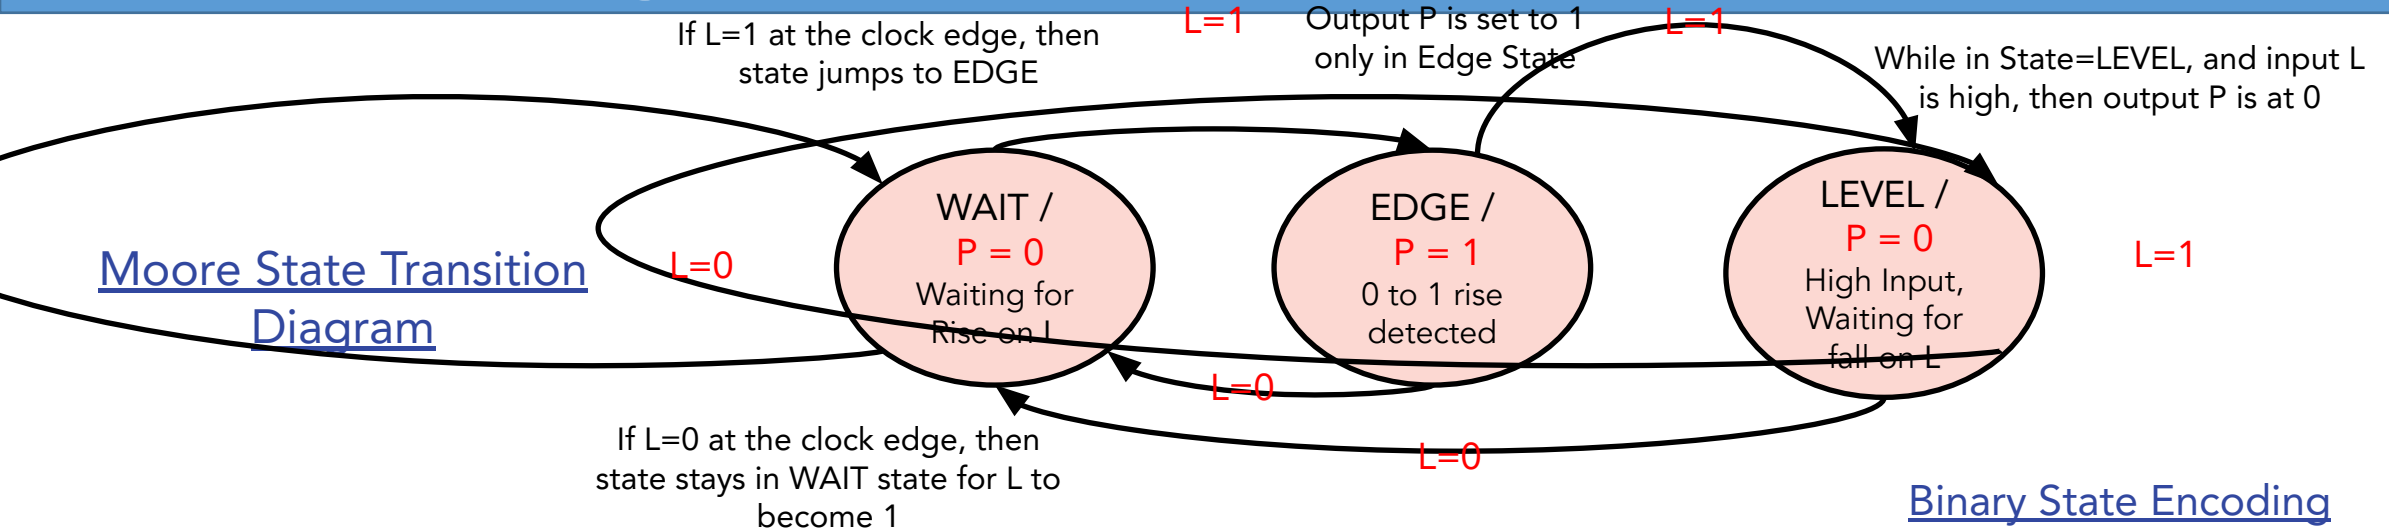 L=1
Output P is set to 1
only in Edge State
L=1
If L=1 at the clock edge, then
state jumps to EDGE
While in State=LEVEL, and input L
is high, then output P is at 0
Moore State Transition
Diagram
L=0
WAIT /
P = 0
Waiting for
Rise on L
EDGE /
P = 1
0 to 1 rise
detected
LEVEL /
P = 0
High Input,
Waiting for
fall on L
L=1
L=0
L=0
If L=0 at the clock edge, then
state stays in WAIT state for L to
become 1
Binary State Encoding